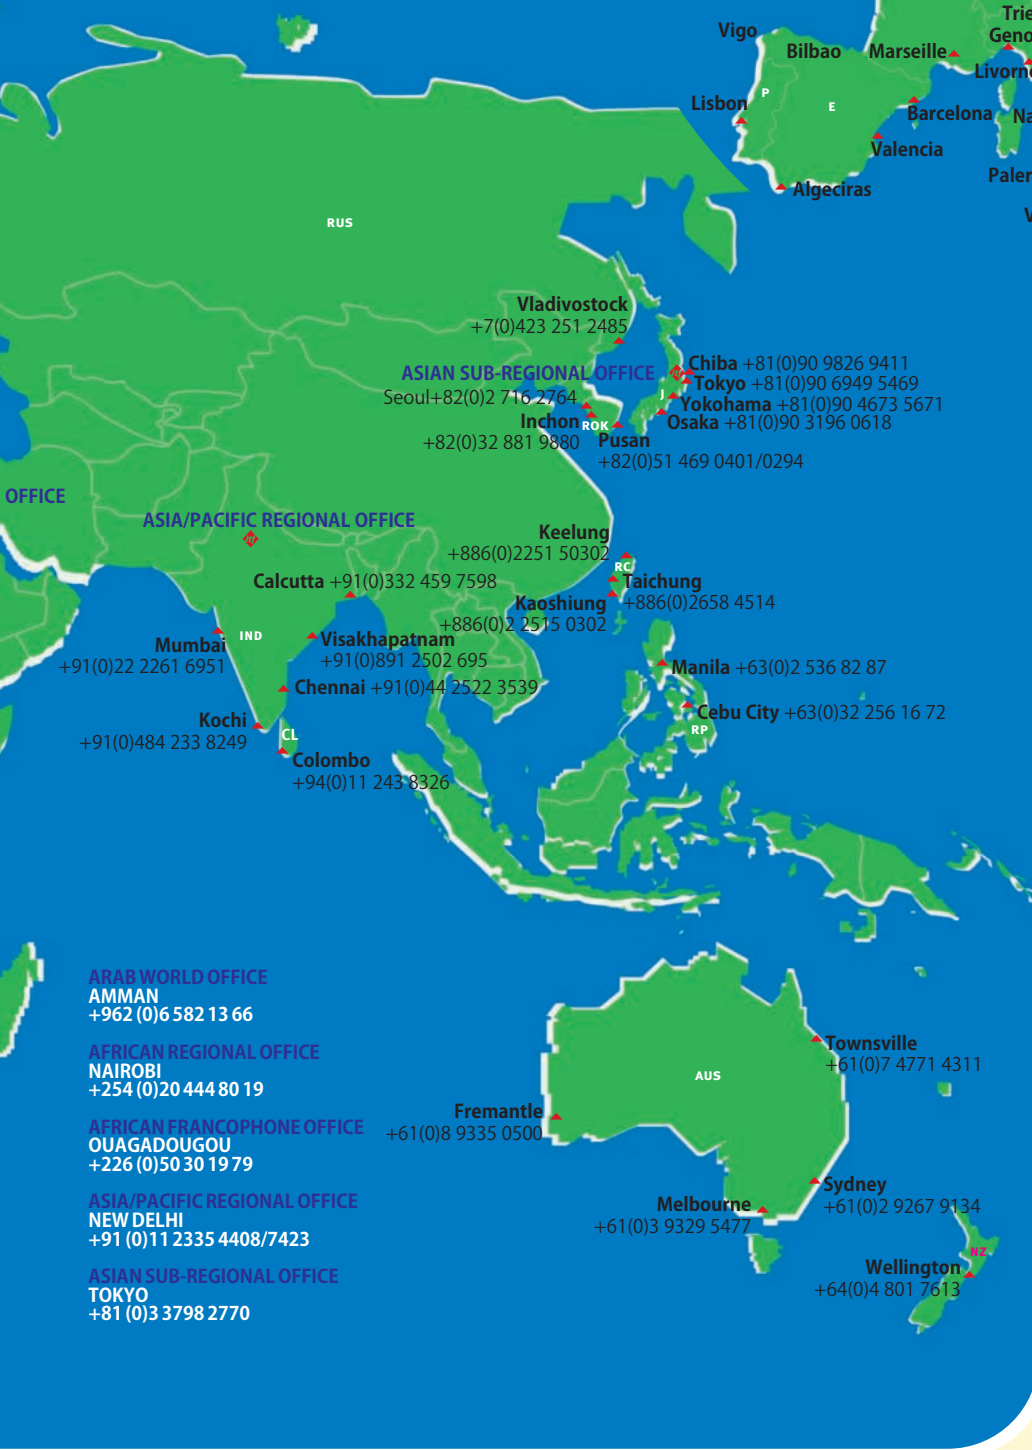 Vigo
Bilbao
Marseille
Trie
Geno
Livorno
P
E
Lisbon
Barcelona
Na
Valencia
Algeciras
Paler
V
RUS
Vladivostock
+7(0)423 251 2485
ASIAN SUB-REGIONAL OFFICE
Chiba +81(0)90 9826 9411
Tokyo +81(0)90 6949 5469
J
Yokohama +81(0)90 4673 5671
Osaka +81(0)90 3196 0618
Seoul+82(0)2 716 2764
Inchon
ROK
+82(0)32 881 9880
Pusan
+82(0)51 469 0401/0294
OFFICE
ASIA/PACIFIC REGIONAL OFFICE
Keelung
+886(0)2251 50302
RC
Calcutta +91(0)332 459 7598
Taichung
+886(0)2658 4514
Kaoshiung
+886(0)2 2515 0302
IND
Mumbai
+91(0)22 2261 6951
Visakhapatnam
+91(0)891 2502 695
Chennai +91(0)44 2522 3539
Manila +63(0)2 536 82 87
Cebu City +63(0)32 256 16 72
RP
Kochi
+91(0)484 233 8249
CL
Colombo
+94(0)11 243 8326
ARAB WORLD OFFICE
AMMAN
+962 (0)6 582 13 66
AFRICAN REGIONAL OFFICE
NAIROBI
+254 (0)20 444 80 19
AFRICAN FRANCOPHONE OFFICE
OUAGADOUGOU
+226 (0)50 30 19 79
ASIA/PACIFIC REGIONAL OFFICE
NEW DELHI
+91 (0)11 2335 4408/7423
ASIAN SUB-REGIONAL OFFICE
TOKYO
+81 (0)3 3798 2770
AUS
Townsville
+61(0)7 4771 4311
Fremantle
+61(0)8 9335 0500
Sydney
+61(0)2 9267 9134
Melbourne
+61(0)3 9329 5477
NZ
Wellington
+64(0)4 801 7613